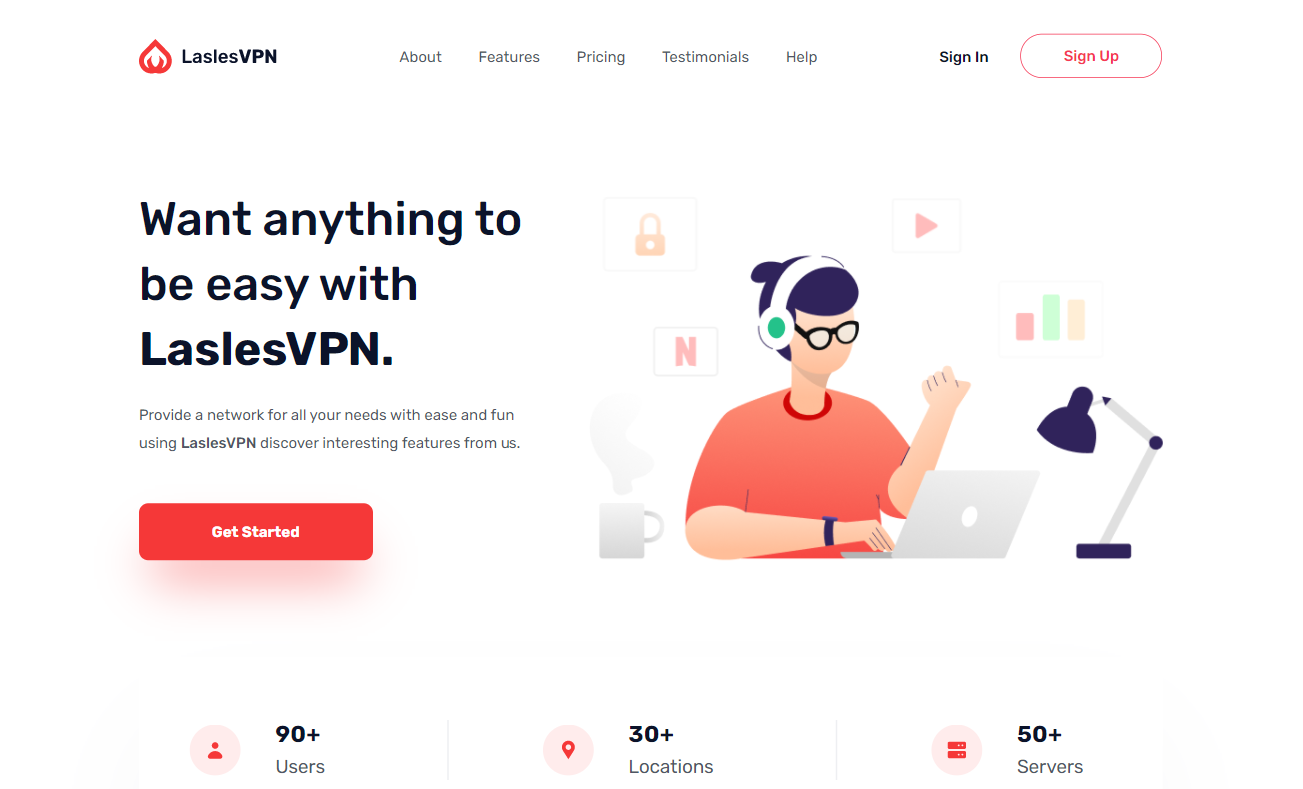 LaslesVPN
About
Features
Pricing
Testimonials
Help
Sign In
Sign Up
Want anything to
be easy with
LaslesVPN.
Provide a network for all your needs with ease and fun
using LaslesVPN discover interesting features from us.
Get Started
N
90+
Users
30+
Locations
50+
Servers